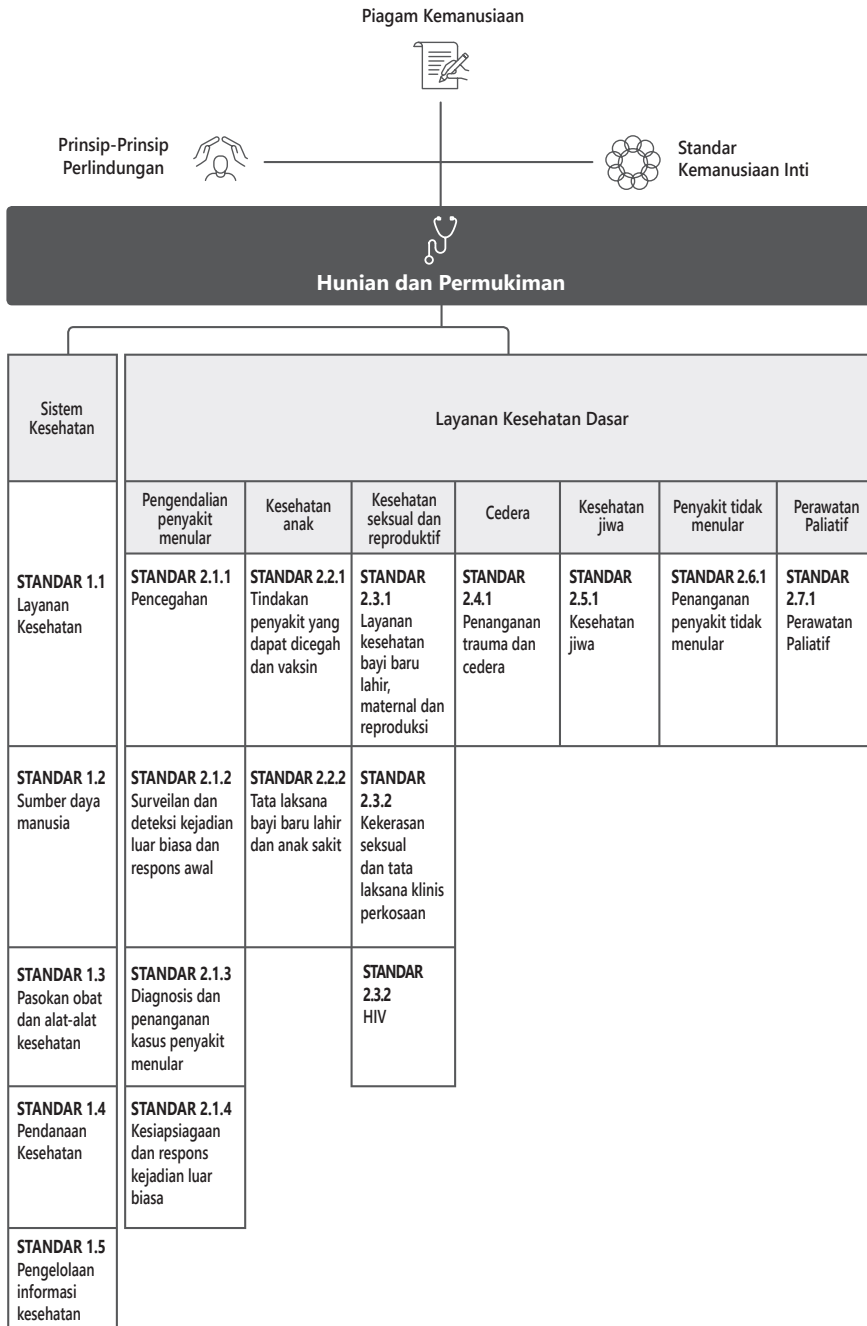 Piagam Kemanusiaan
Prinsip-Prinsip
Perlindungan
Standar
Kemanusiaan Inti
Hunian dan Permukiman
Sistem
Kesehatan
Layanan Kesehatan Dasar
Pengendalian
penyakit
menular
Kesehatan
anak
Kesehatan
seksual dan
reproduktif
Cedera
Kesehatan
jiwa
Penyakit tidak
menular
Perawatan
Paliatif
STANDAR 1.1
Layanan
Kesehatan
STANDAR 2.1.1
Pencegahan
STANDAR 2.2.1
Tindakan
penyakit yang
dapat dicegah
dan vaksin
STANDAR
2.3.1
Layanan
kesehatan
bayi baru
lahir,
maternal dan
reproduksi
STANDAR
2.4.1
Penanganan
trauma dan
cedera
STANDAR
2.5.1
Kesehatan
jiwa
STANDAR 2.6.1
Penanganan
penyakit tidak
menular
STANDAR
2.7.1
Perawatan
Paliatif
STANDAR 1.2
Sumber daya
manusia
STANDAR 2.1.2
Surveilan dan
deteksi kejadian
luar biasa dan
respons awal
STANDAR 2.2.2
Tata laksana
bayi baru lahir
dan anak sakit
STANDAR
2.3.2
Kekerasan
seksual
dan tata
laksana klinis
perkosaan
STANDAR 1.3
Pasokan obat
dan alat-alat
kesehatan
STANDAR 2.1.3
Diagnosis dan
penanganan
kasus penyakit
menular
STANDAR
2.3.2
HIV
STANDAR 1.4
Pendanaan
Kesehatan
STANDAR 2.1.4
Kesiapsiagaan
dan respons
kejadian luar
biasa
STANDAR 1.5
Pengelolaan
informasi
kesehatan